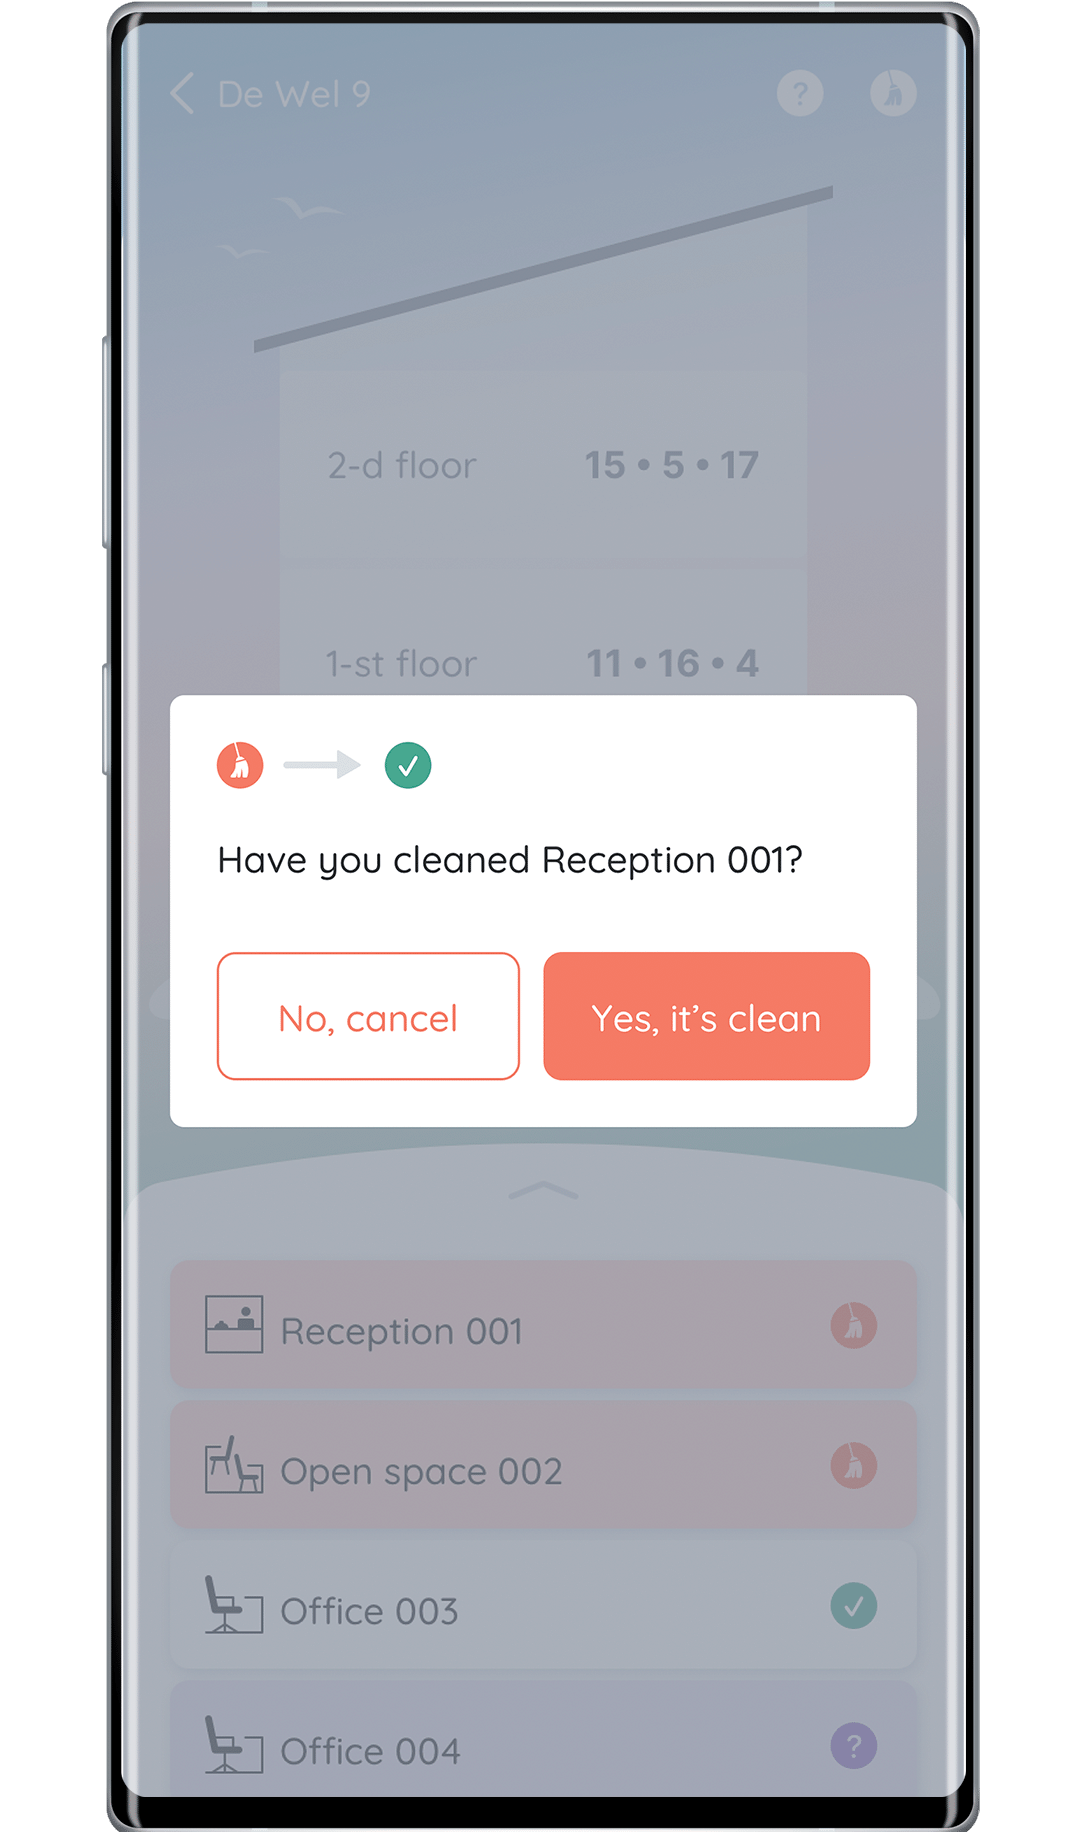 De Wel 9 ?
2-d floor 15 • 5 • 17
1-st floor 11 • 16 • 4
Have you cleaned Reception 001?
No, cancel Yes, it’s clean
Reception 001
Open space 002
Office 003
Office 004 ?